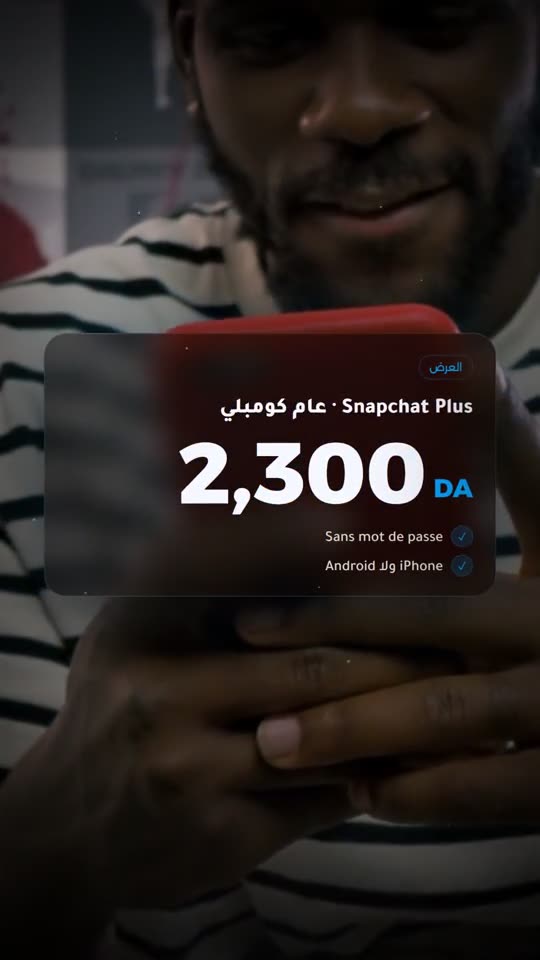 العرض
Snapchat Plus · عام كومبلي
2,300 DA
Sans mot de passe
iPhone ولا Android